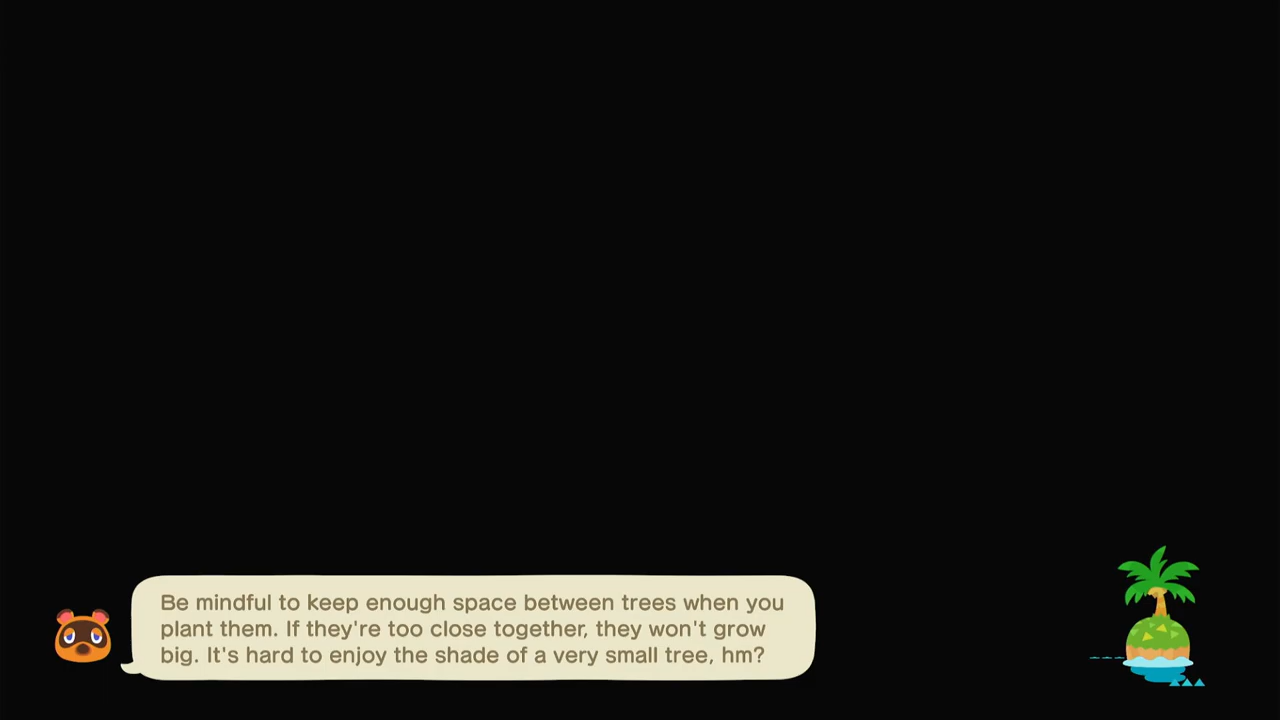 Be mindful to keep enough space between trees when you
plant them. If they're too close together, they won't grow
big. It's hard to enjoy the shade of a very small tree, hm?